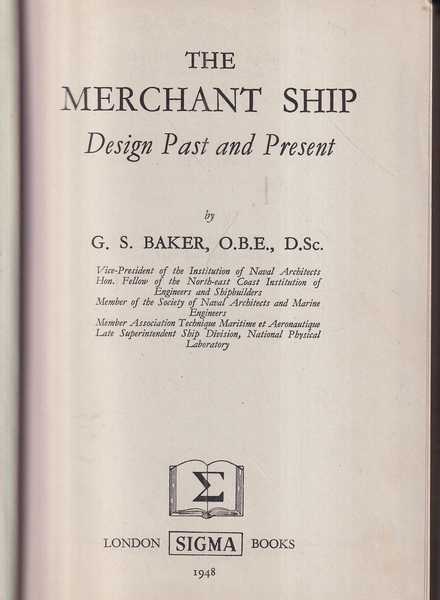 THE
MERCHANT SHIP
Design Past and Present
by
G. S. BAKER, O.B.E., D.Sc.
Vice-President of the Institution of Naval Architects
Hon. Fellow of the North-east Coast Institution of
Engineers and Shipbuilders
Member of the Society of Naval Architects and Marine
Engineers
Member Association Technique Maritime et Aeronautique
Late Superintendent Ship Division, National Physical
Laboratory
Σ
LONDON SIGMA BOOKS
1948